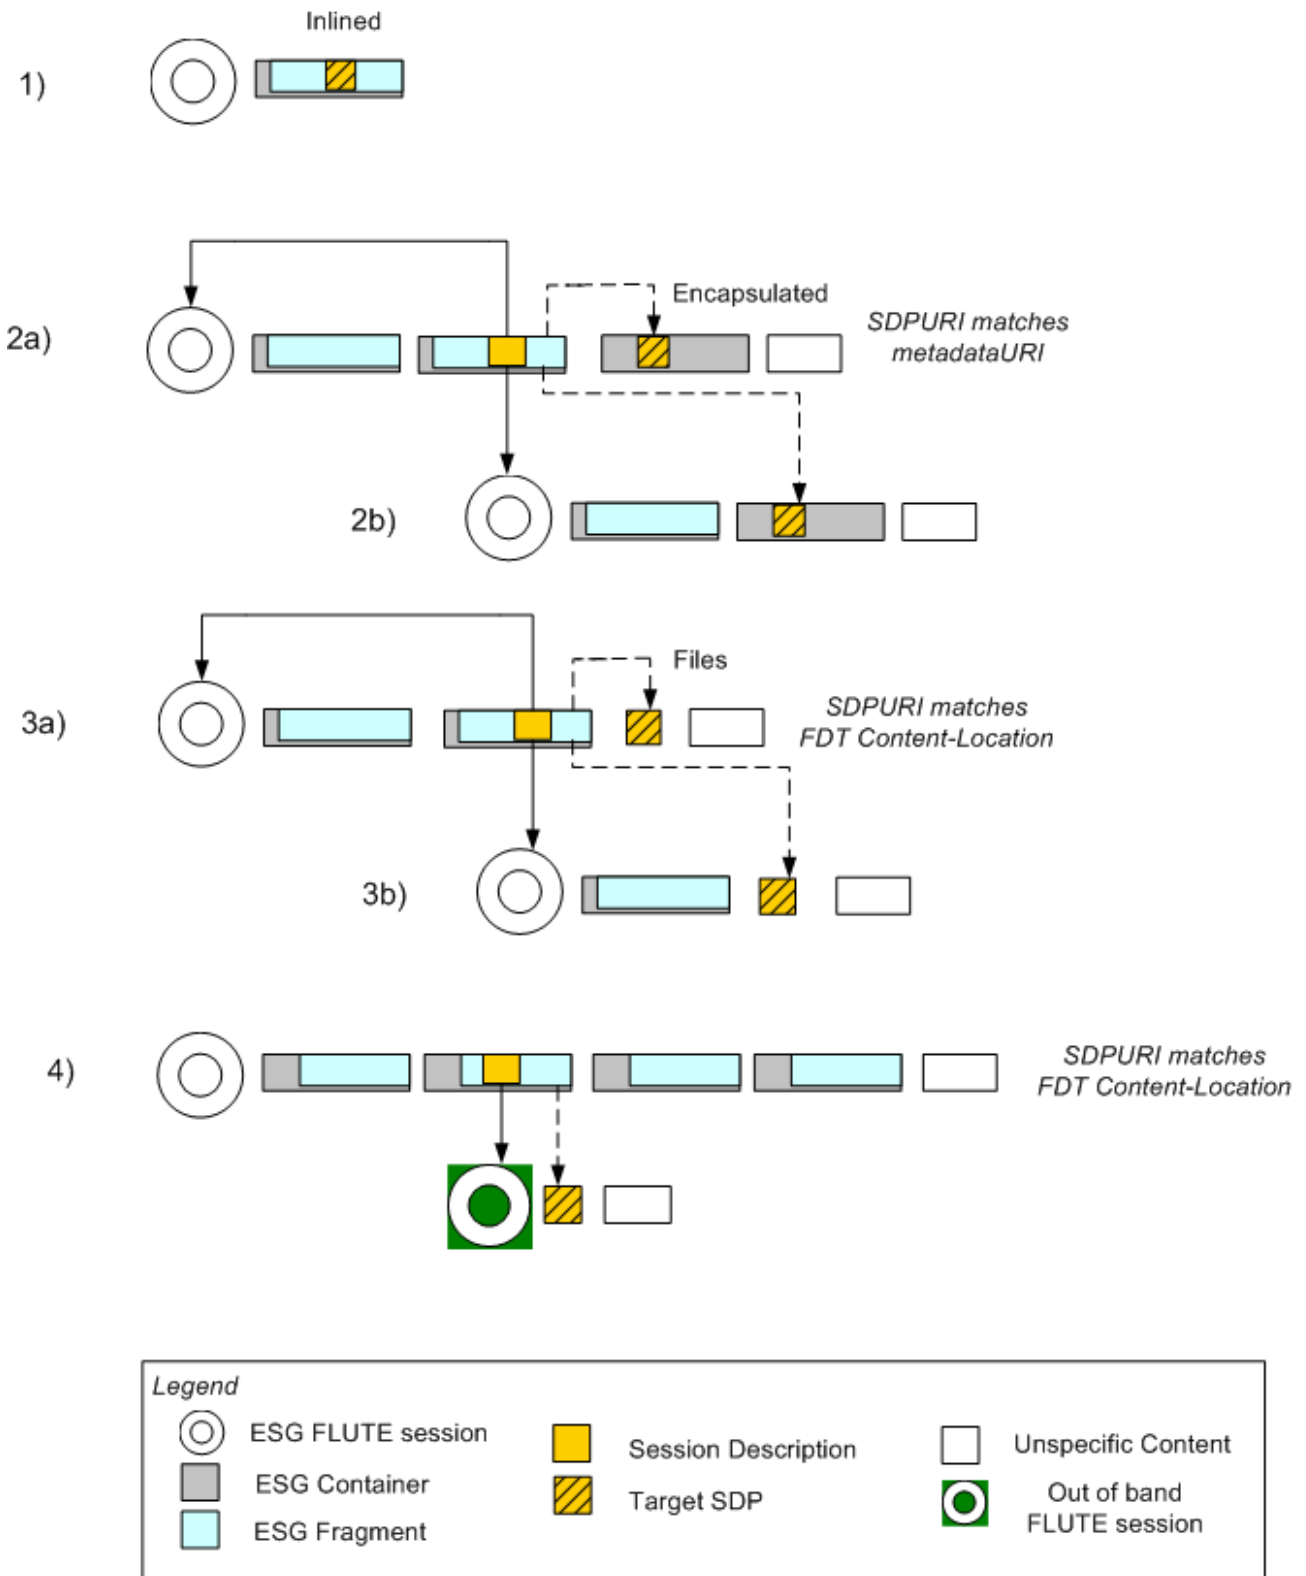 Inlined
1)
Encapsulated
SDPURI matches
metadataURI
2a)
2b)
Files
SDPURI matches
FDT Content-Location
3a)
3b)
SDPURI matches
FDT Content-Location
4)
Legend
ESG FLUTE session
ESG Container
ESG Fragment
Session Description
Target SDP
Unspecific Content
Out of band
FLUTE session